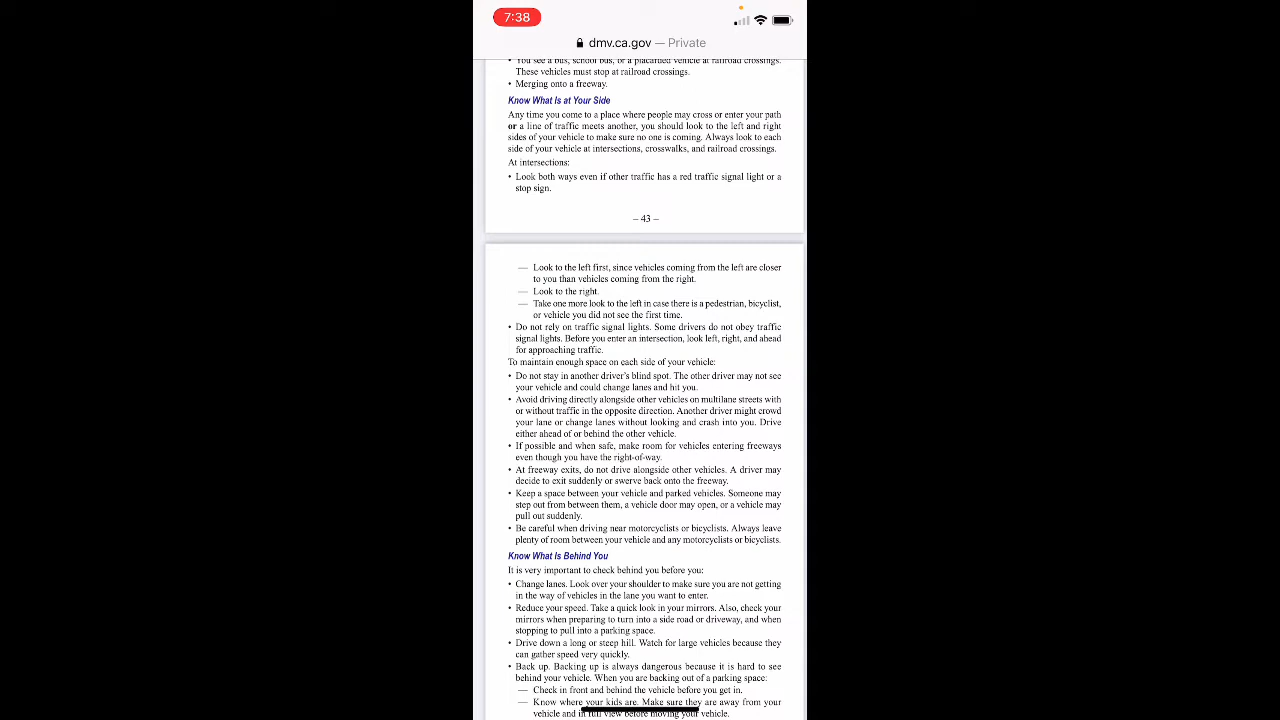 7:38
dmv.ca.gov — Private
• You see a bus, school bus, or a placarded vehicle at railroad crossings.
These vehicles must stop at railroad crossings.
• Merging onto a freeway.
Know What Is at Your Side
Any time you come to a place where people may cross or enter your path
or a line of traffic meets another, you should look to the left and right
sides of your vehicle to make sure no one is coming. Always look to each
side of your vehicle at intersections, crosswalks, and railroad crossings.
At intersections:
• Look both ways even if other traffic has a red traffic signal light or a
stop sign.
– 43 –
— Look to the left first, since vehicles coming from the left are closer
to you than vehicles coming from the right.
— Look to the right.
— Take one more look to the left in case there is a pedestrian, bicyclist,
or vehicle you did not see the first time.
• Do not rely on traffic signal lights. Some drivers do not obey traffic
signal lights. Before you enter an intersection, look left, right, and ahead
for approaching traffic.
To maintain enough space on each side of your vehicle:
• Do not stay in another driver's blind spot. The other driver may not see
your vehicle and could change lanes and hit you.
• Avoid driving directly alongside other vehicles on multilane streets with
or without traffic in the opposite direction. Another driver might crowd
your lane or change lanes without looking and crash into you. Drive
either ahead of or behind the other vehicle.
• If possible and when safe, make room for vehicles entering freeways
even though you have the right-of-way.
• At freeway exits, do not drive alongside other vehicles. A driver may
decide to exit suddenly or swerve back onto the freeway.
• Keep a space between your vehicle and parked vehicles. Someone may
step out from between them, a vehicle door may open, or a vehicle may
pull out suddenly.
• Be careful when driving near motorcyclists or bicyclists. Always leave
plenty of room between your vehicle and any motorcyclists or bicyclists.
Know What Is Behind You
It is very important to check behind you before you:
• Change lanes. Look over your shoulder to make sure you are not getting
in the way of vehicles in the lane you want to enter.
• Reduce your speed. Take a quick look in your mirrors. Also, check your
mirrors when preparing to turn into a side road or driveway, and when
stopping to pull into a parking space.
• Drive down a long or steep hill. Watch for large vehicles because they
can gather speed very quickly.
• Back up. Backing up is always dangerous because it is hard to see
behind your vehicle. When you are backing out of a parking space:
— Check in front and behind the vehicle before you get in.
— Know where your kids are. Make sure they are away from your
vehicle and in full view before moving your vehicle.